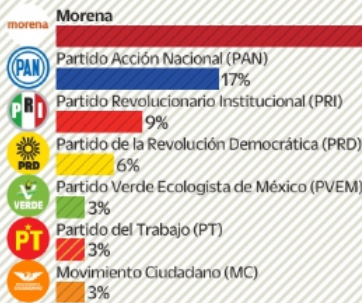 morena
Morena
PAN
Partido Acción Nacional (PAN)
17%
PRI
Partido Revolucionario Institucional (PRI)
9%
PRD
Partido de la Revolución Democrática (PRD)
6%
VERDE
Partido Verde Ecologista de México (PVEM)
3%
PT
Partido del Trabajo (PT)
3%
Movimiento Ciudadano (MC)
3%